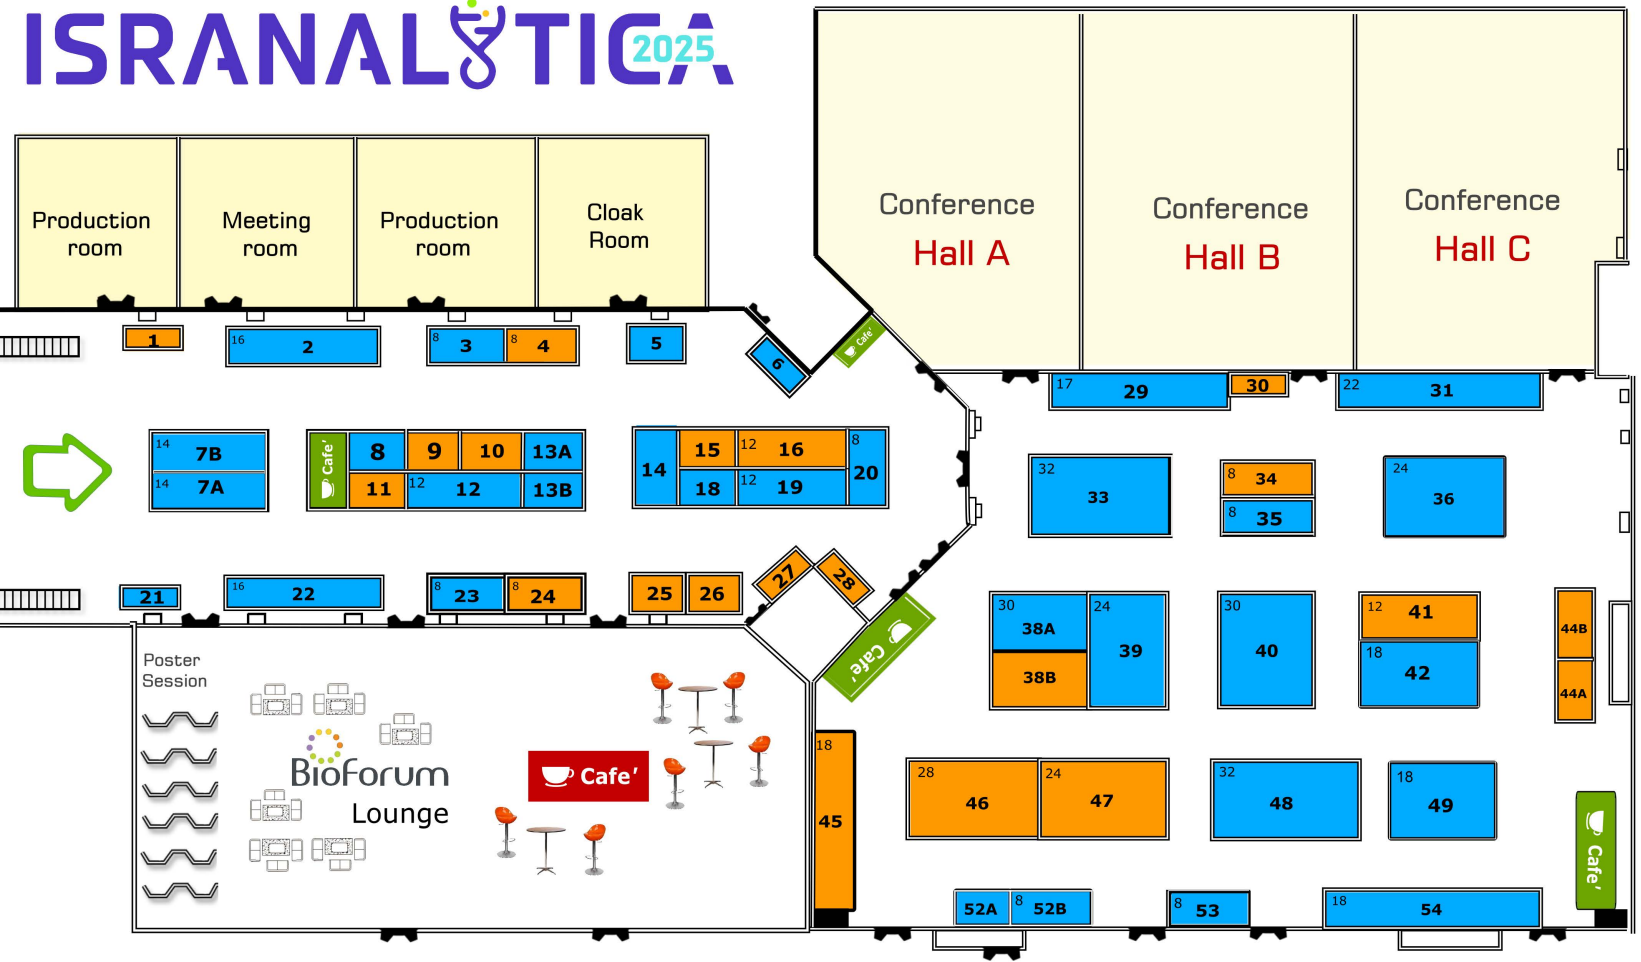 ISRANALYTICA
2025
Production
room
Meeting
room
Production
room
Cloak
Room
Conference
Hall A
Conference
Hall B
Conference
Hall C
1
16
2
8
3
8
4
5
6
Cafe'
14
7B
14
7A
Cafe'
8
9
10
13A
11
12
12
13B
14
15
12
16
18
12
19
8
20
21
16
22
8
23
8
24
25
26
27
28
Cafe'
17
29
30
22
31
32
33
8
34
8
35
24
36
30
38A
38B
24
39
30
40
12
41
18
42
44B
44A
18
45
28
46
24
47
32
48
18
49
Cafe'
52A
8
52B
8
53
18
54
Poster
Session
BioForum
Lounge
Cafe'